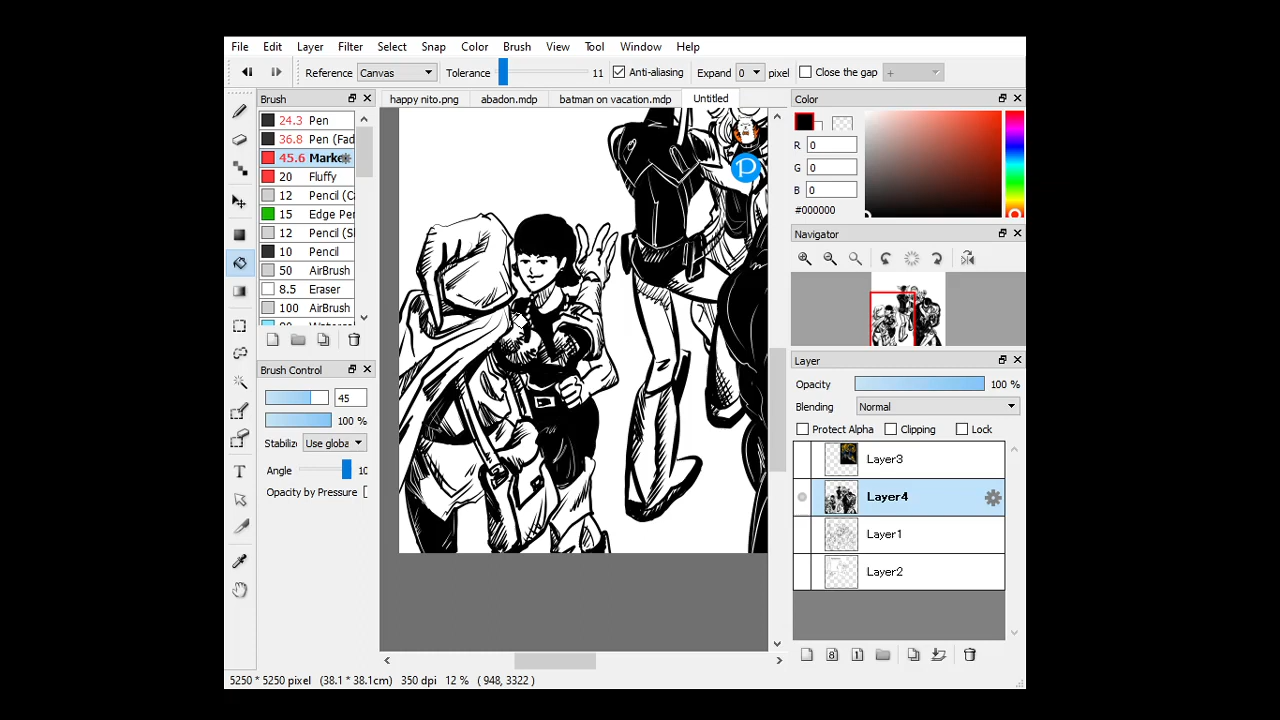 File Edit Layer Filter Select Snap Color Brush View Tool Window Help
Reference Canvas Tolerance 11 Anti-aliasing Expand 0 pixel Close the gap +
Brush
24.3 Pen
36.8 Pen (Fad
45.6 Marke
20 Fluffy
12 Pencil (C
15 Edge Pe
12 Pencil (S
10 Pencil
50 AirBrush
8.5 Eraser
100 AirBrush
Brush Control
45
100 %
Stabiliz Use globa
Angle 10
Opacity by Pressure
happy nito.png abadon.mdp batman on vacation.mdp Untitled
P
Color
R 0
G 0
B 0
#000000
Navigator
Layer
Opacity 100 %
Blending Normal
Protect Alpha Clipping Lock
Layer3
Layer4
Layer1
Layer2
8 1
T
5250 * 5250 pixel (38.1 * 38.1cm) 350 dpi 12 % ( 948, 3322 )